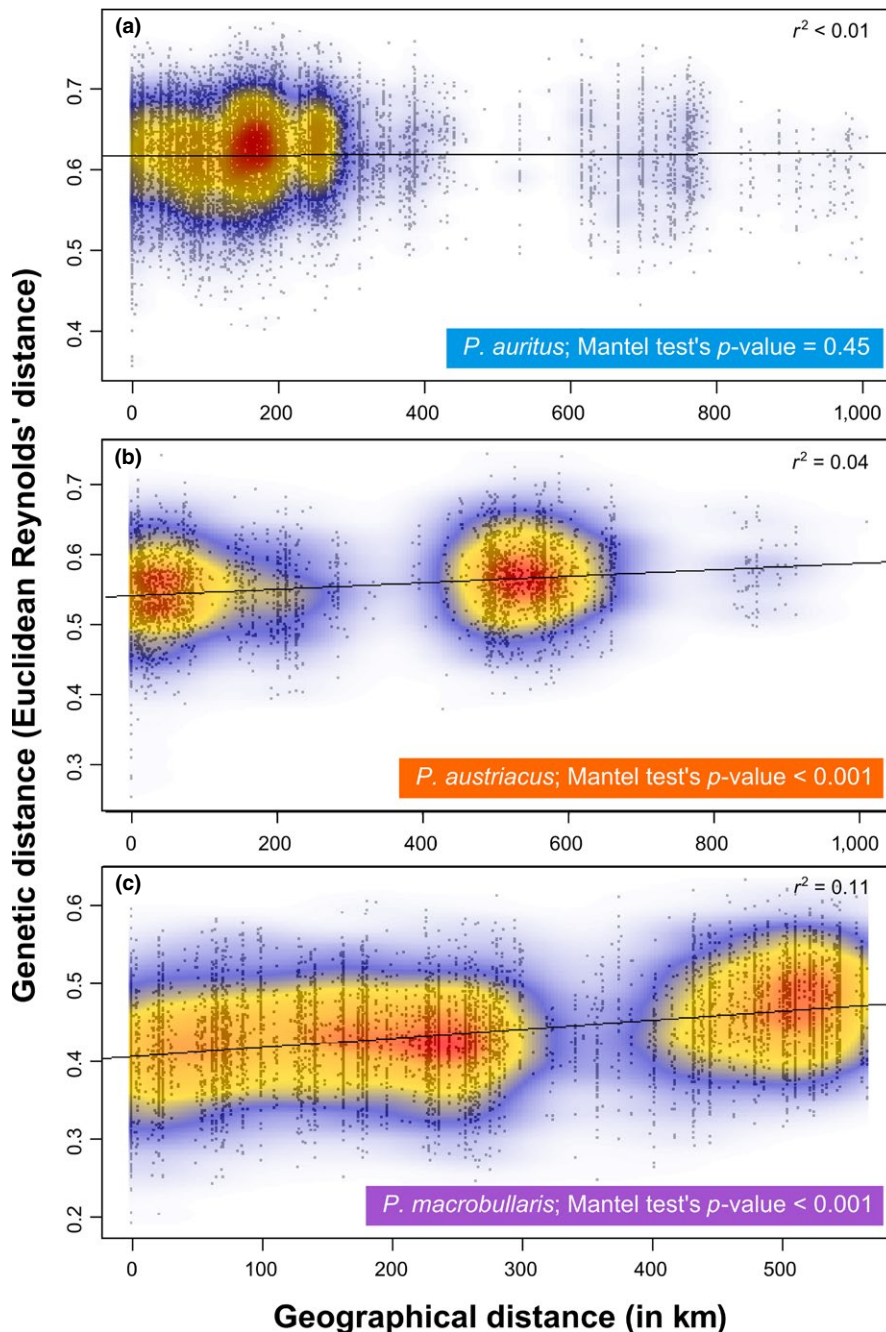 Genetic distance (Euclidean Reynolds' distance)
(a)
r² < 0.01
0.7
0.6
0.5
0.4
P. auritus; Mantel test's p-value = 0.45
0 200 400 600 800 1,000
(b)
r² = 0.04
0.7
0.6
0.5
0.4
0.3
P. austriacus; Mantel test's p-value < 0.001
0 200 400 600 800 1,000
(c)
r² = 0.11
0.6
0.5
0.4
0.3
0.2
P. macrobullaris; Mantel test's p-value < 0.001
0 100 200 300 400 500
Geographical distance (in km)